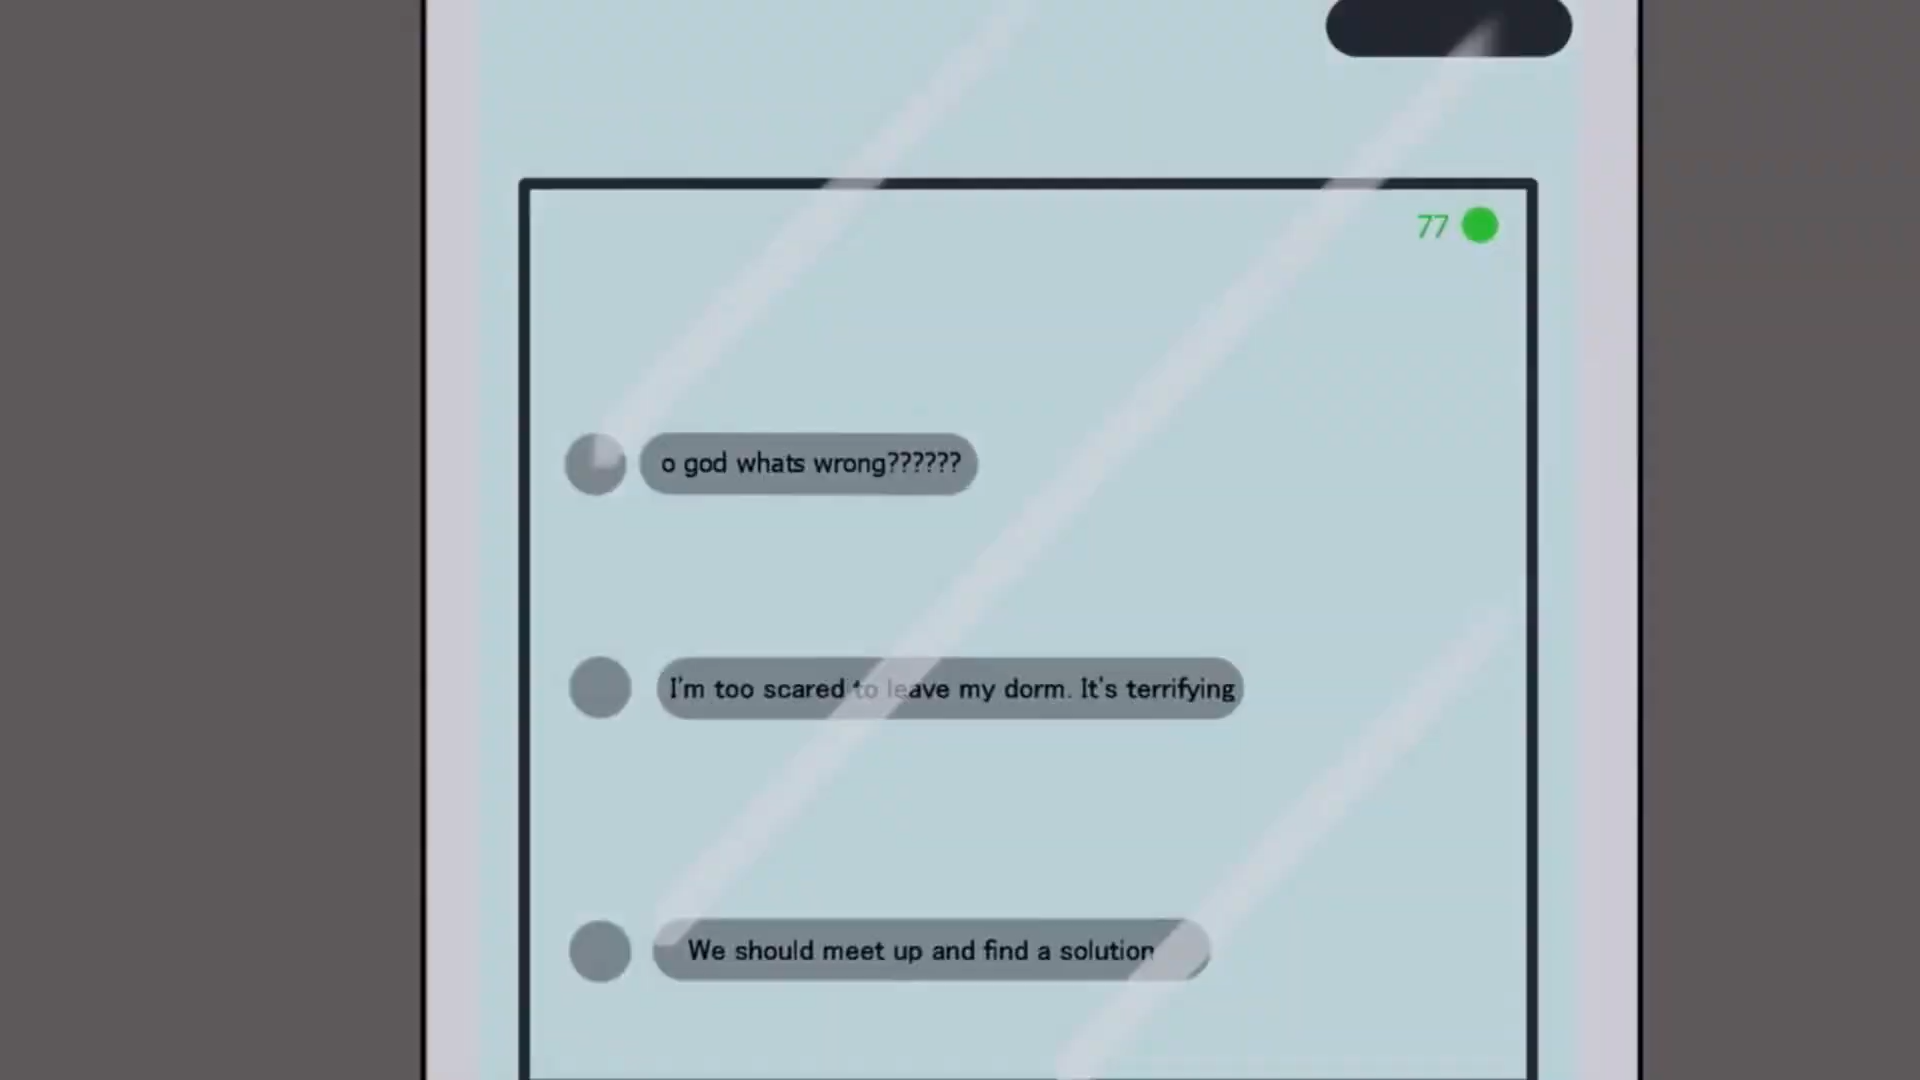 77
o god whats wrong??????
I'm too scared to leave my dorm. It's terrifying
We should meet up and find a solution